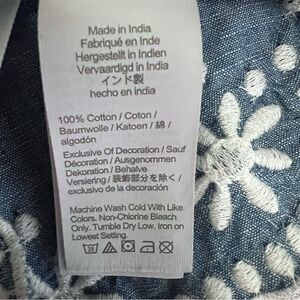 Made in India
Fabriqué en Inde
Hergestellt in Indien
Vervaardigd in India
インド製
hecho en india
100% Cotton / Coton /
Baumwolle / Katoen / 綿 /
algodón
Exclusive Of Decoration / Sauf
Décoration / Ausgenommen
Dekoration / Behalve
Versiering / 装飾部分を除く /
exclusivo de la decoración
Machine Wash Cold With Like
Colors. Non-Chlorine Bleach
Only. Tumble Dry Low. Iron on
Lowest Setting.